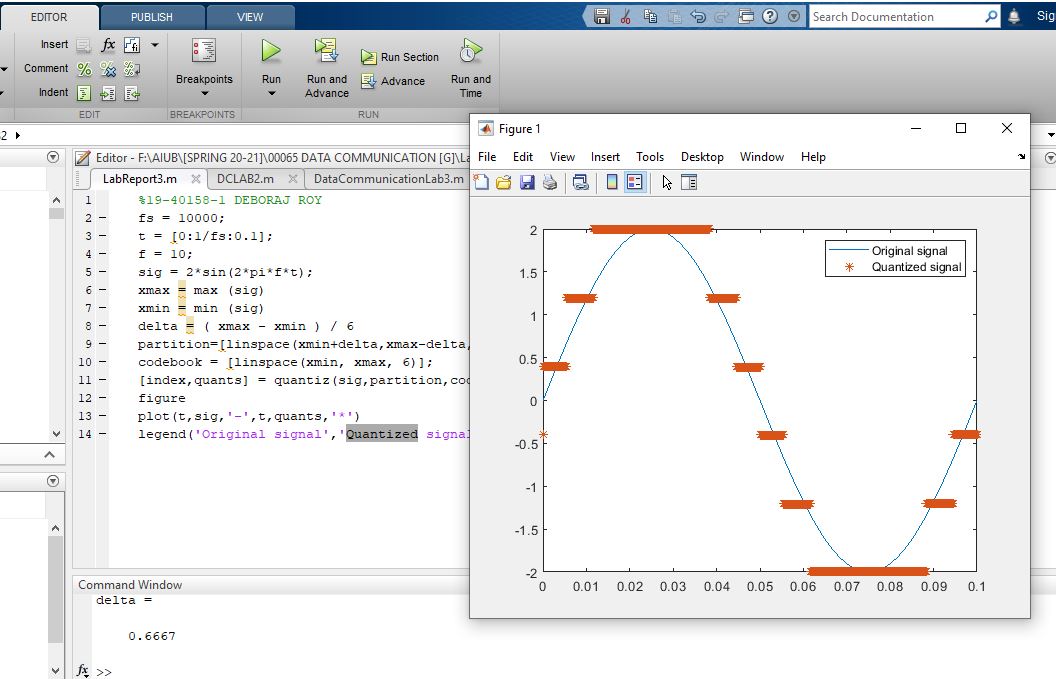 EDITOR PUBLISH VIEW
Search Documentation
Sig
Insert fx
Comment
Indent
Breakpoints
Run
Run and Advance
Run Section
Advance
Run and Time
EDIT BREAKPOINTS RUN
Editor - F:\AIUB\[SPRING 20-21]\00065 DATA COMMUNICATION [G]\La
LabReport3.m DCLAB2.m DataCommunicationLab3.m
1 %19-40158-1 DEBORAJ ROY
2 fs = 10000;
3 t = [0:1/fs:0.1];
4 f = 10;
5 sig = 2*sin(2*pi*f*t);
6 xmax = max (sig)
7 xmin = min (sig)
8 delta = ( xmax - xmin ) / 6
9 partition=[linspace(xmin+delta,xmax-delta,
10 codebook = [linspace(xmin, xmax, 6)];
11 [index,quants] = quantiz(sig,partition,cod
12 figure
13 plot(t,sig,'-',t,quants,'*')
14 legend('Original signal','Quantized signal
Command Window
delta =
0.6667
fx >>
Figure 1
File Edit View Insert Tools Desktop Window Help
Original signal
Quantized signal
2
1.5
1
0.5
0
-0.5
-1
-1.5
-2
0 0.01 0.02 0.03 0.04 0.05 0.06 0.07 0.08 0.09 0.1